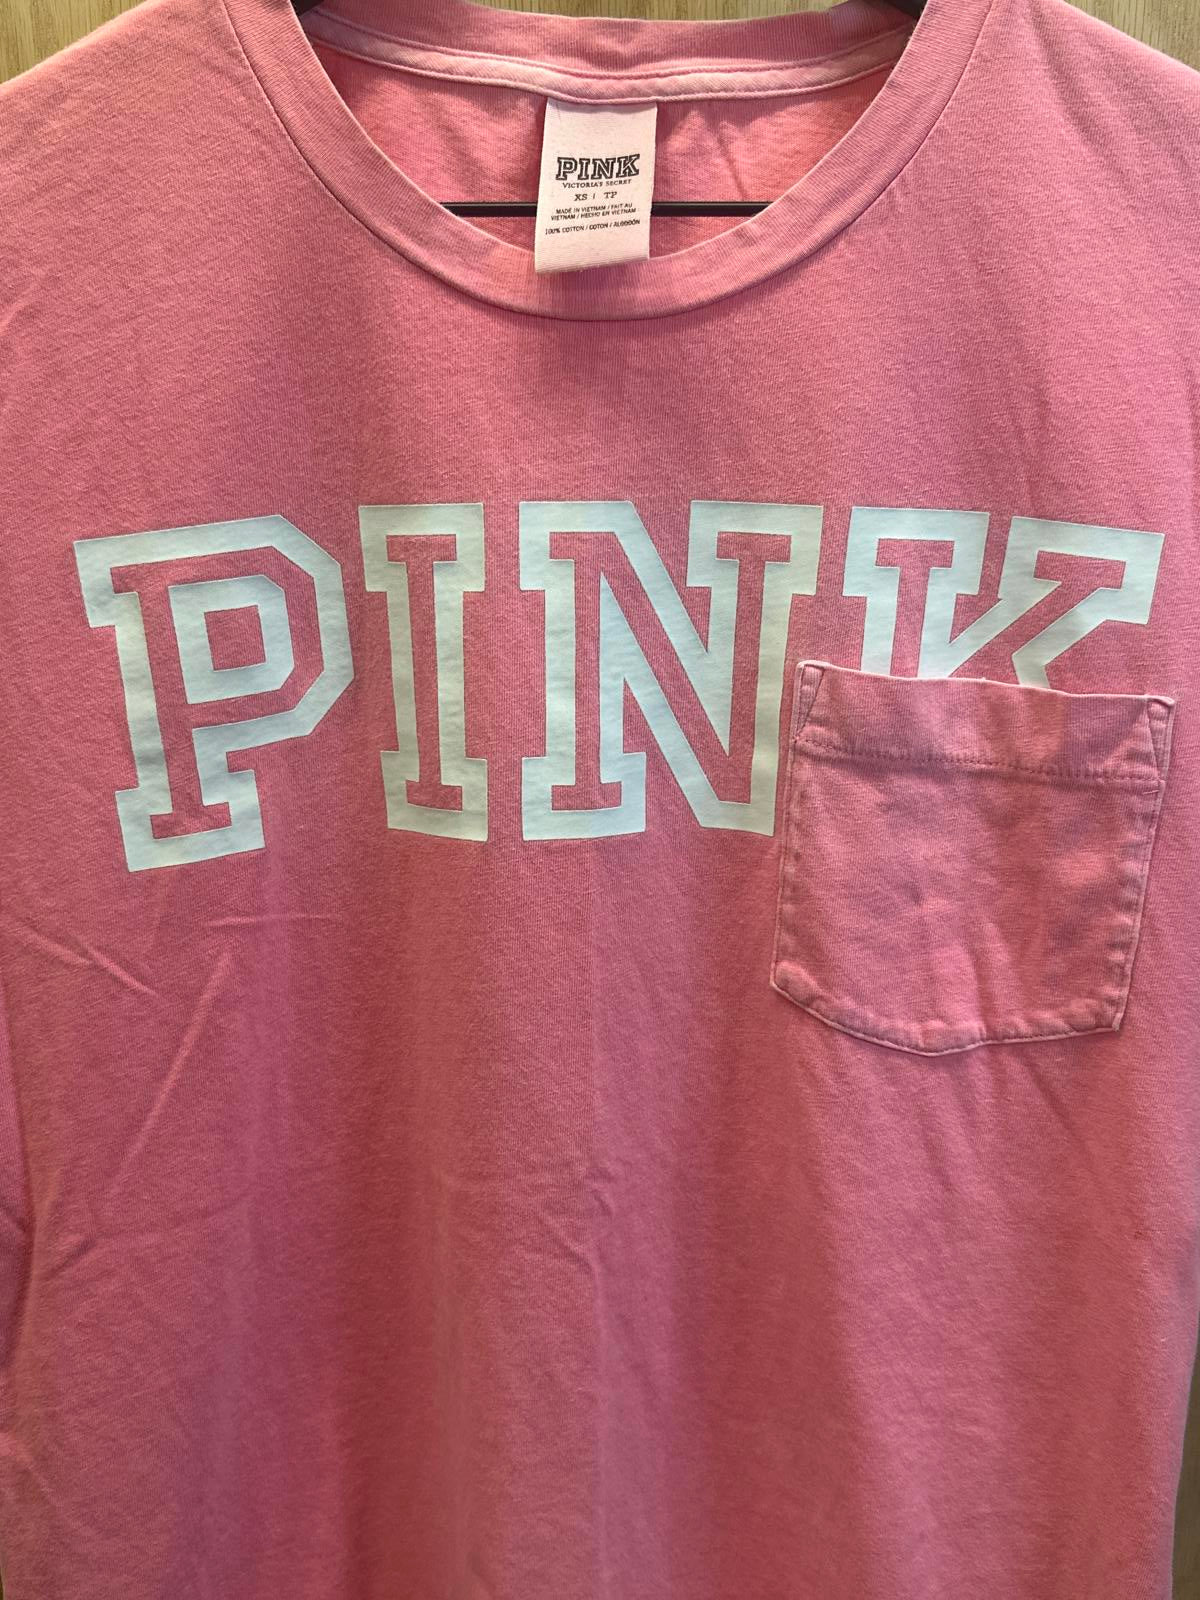 PINK
VICTORIA'S SECRET
XS | TP
MADE IN VIETNAM / FAIT AU
VIETNAM / HECHO EN VIETNAM
100% COTTON / COTON / ALGODÓN
PINK